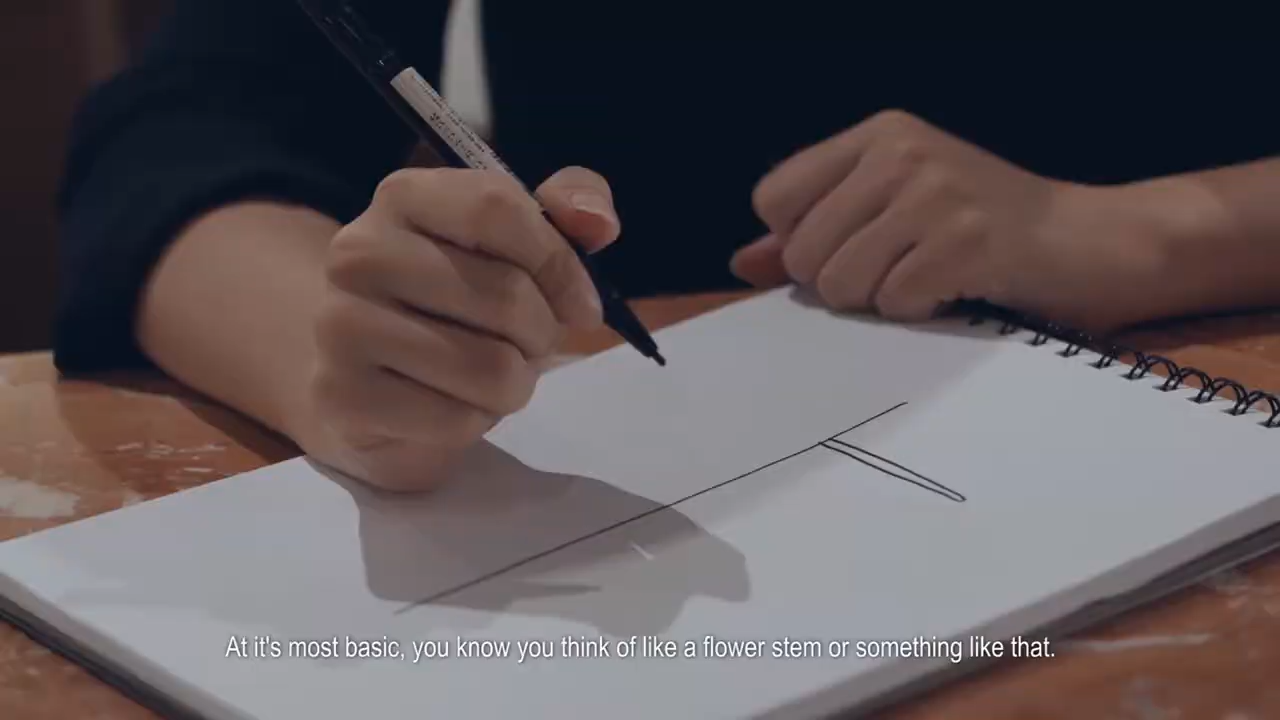 At it's most basic, you know you think of like a flower stem or something like that.